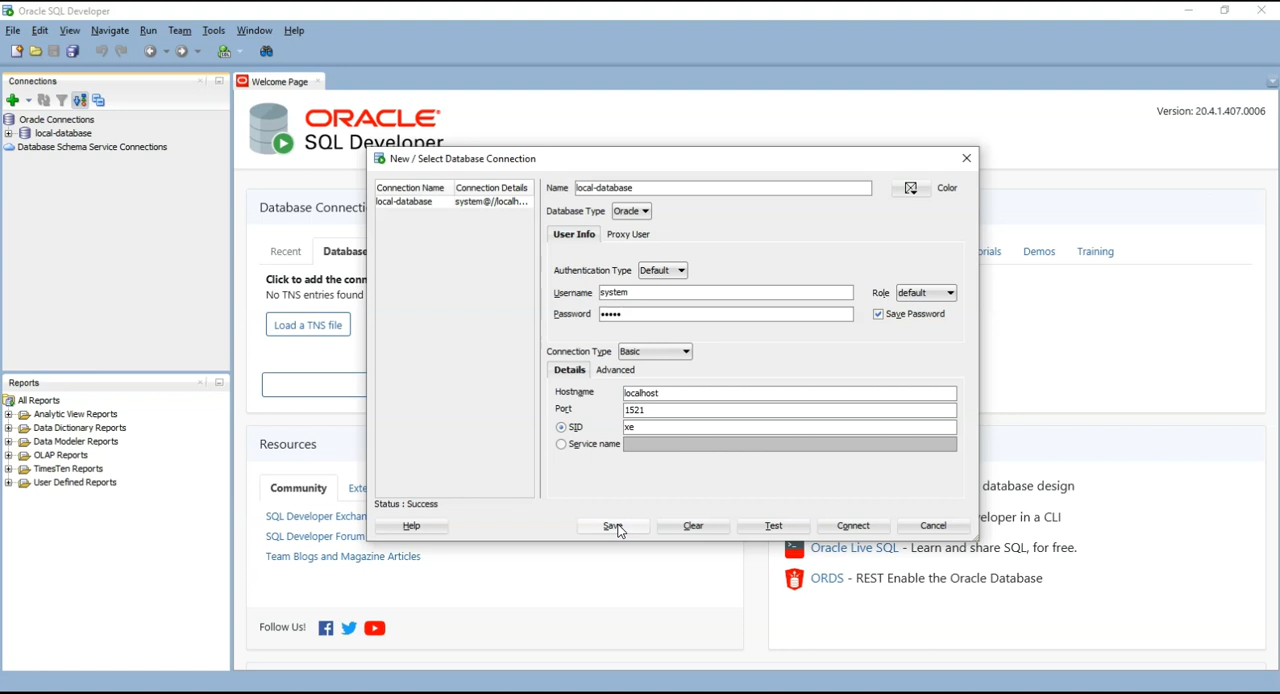 Oracle SQL Developer
File Edit View Navigate Run Team Tools Window Help
Connections
Oracle Connections
local-database
Database Schema Service Connections
Reports
All Reports
Analytic View Reports
Data Dictionary Reports
Data Modeler Reports
OLAP Reports
TimesTen Reports
User Defined Reports
Welcome Page
ORACLE
SQL Developer
Version: 20.4.1.407.0006
Database Connecti
Recent Database
Click to add the conn
No TNS entries found
Load a TNS file
orials Demos Training
Resources
Community Exte
SQL Developer Exchan
SQL Developer Forum
Team Blogs and Magazine Articles
Follow Us!
database design
eloper in a CLI
Oracle Live SQL - Learn and share SQL, for free.
ORDS - REST Enable the Oracle Database
New / Select Database Connection
Connection Name Connection Details
local-database system@//localh...
Name local-database Color
Database Type Oracle
User Info Proxy User
Authentication Type Default
Username system Role default
Password ••••• Save Password
Connection Type Basic
Details Advanced
Hostname localhost
Port 1521
SID xe
Service name
Status : Success
Help Save Clear Test Connect Cancel